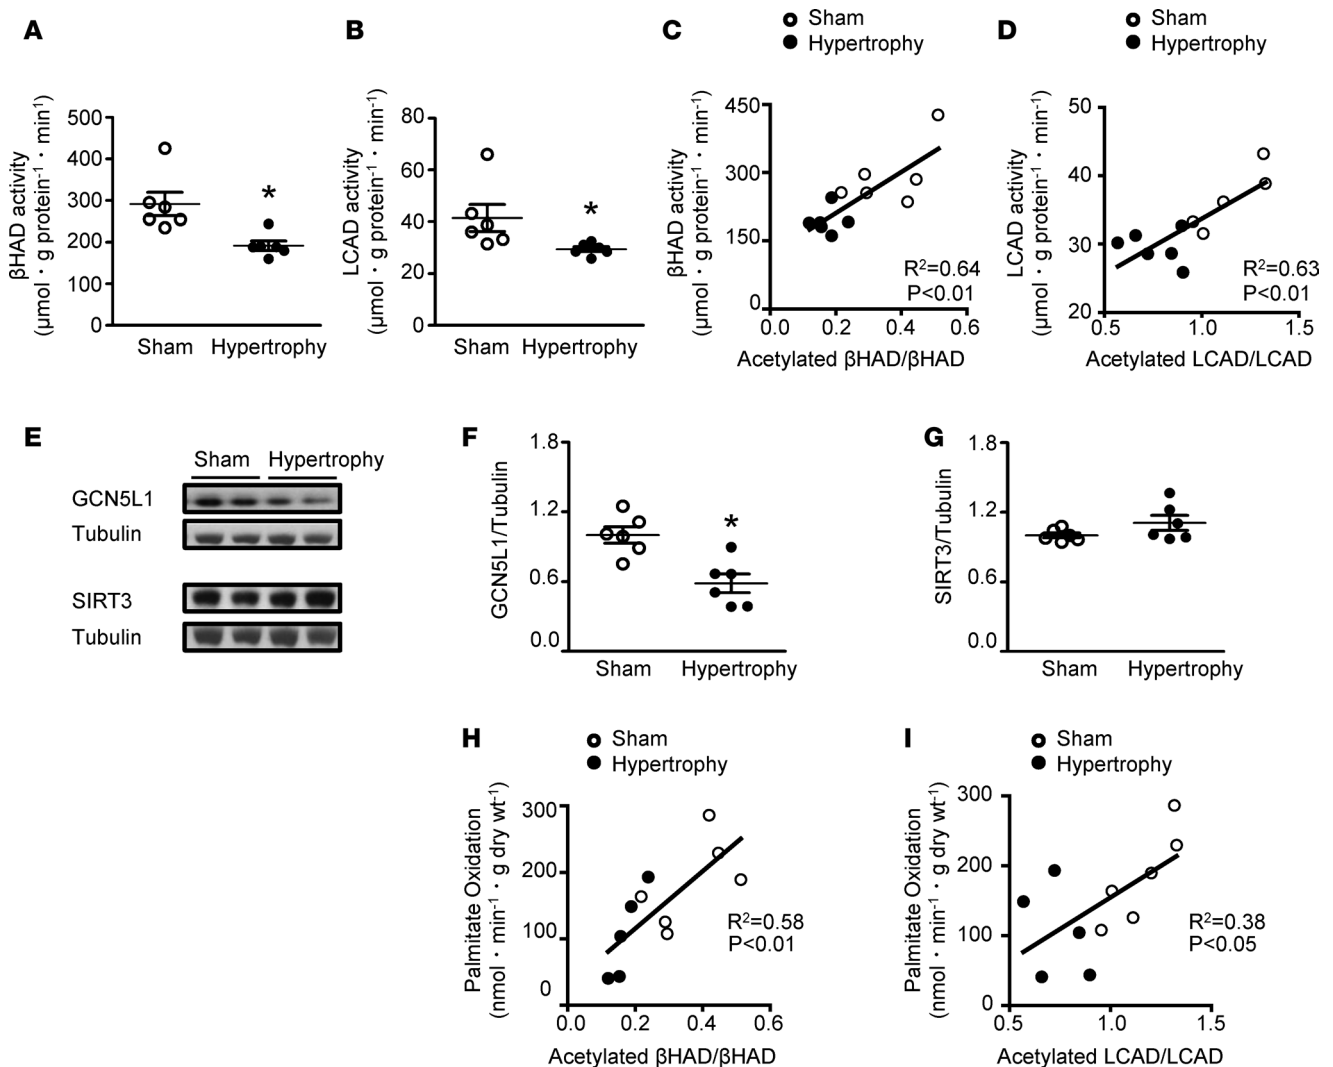 A
βHAD activity
(µmol · g protein⁻¹ · min⁻¹)
500
400
300
200
100
0
*
Sham Hypertrophy
B
LCAD activity
(µmol · g protein⁻¹ · min⁻¹)
80
60
40
20
0
*
Sham Hypertrophy
C
Sham
Hypertrophy
βHAD activity
(µmol · g protein⁻¹ · min⁻¹)
450
300
150
0
R²=0.64
P<0.01
0.0 0.2 0.4 0.6
Acetylated βHAD/βHAD
D
Sham
Hypertrophy
LCAD activity
(µmol · g protein⁻¹ · min⁻¹)
50
40
30
20
R²=0.63
P<0.01
0.5 1.0 1.5
Acetylated LCAD/LCAD
E
Sham Hypertrophy
GCN5L1
Tubulin
SIRT3
Tubulin
F
GCN5L1/Tubulin
1.8
1.2
0.6
0.0
*
Sham Hypertrophy
G
SIRT3/Tubulin
1.8
1.2
0.6
0.0
Sham Hypertrophy
H
Sham
Hypertrophy
Palmitate Oxidation
(nmol · min⁻¹ · g dry wt⁻¹)
300
200
100
0
R²=0.58
P<0.01
0.0 0.2 0.4 0.6
Acetylated βHAD/βHAD
I
Sham
Hypertrophy
Palmitate Oxidation
(nmol · min⁻¹ · g dry wt⁻¹)
300
200
100
0
R²=0.38
P<0.05
0.5 1.0 1.5
Acetylated LCAD/LCAD